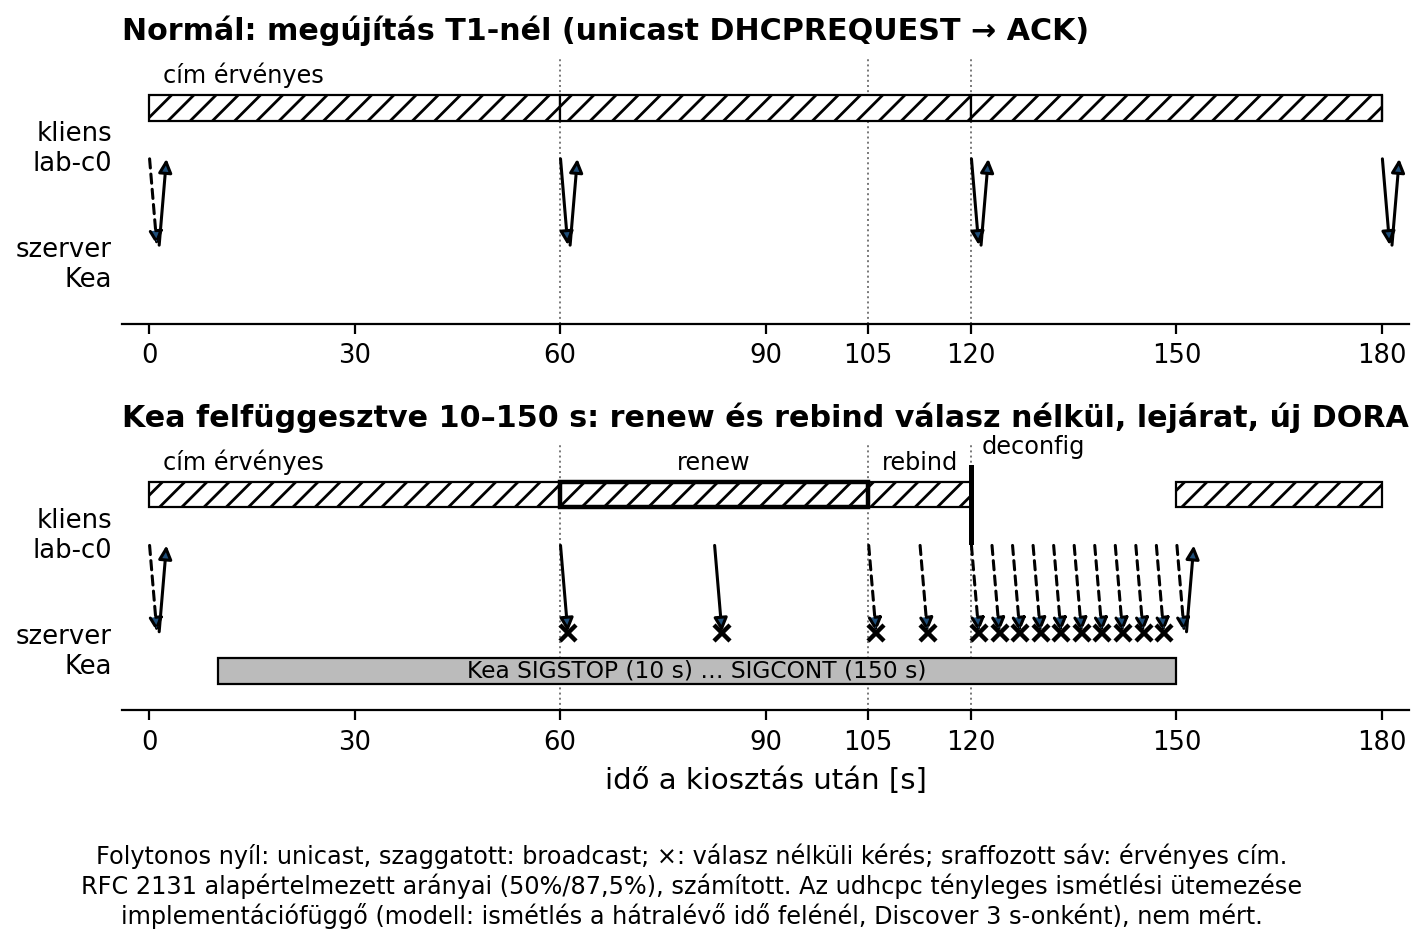 Normál: megújítás T1-nél (unicast DHCPREQUEST → ACK)
cím érvényes
kliens
lab-c0
szerver
Kea
0 30 60 90 105 120 150 180
Kea felfüggesztve 10–150 s: renew és rebind válasz nélkül, lejárat, új DORA
deconfig
cím érvényes renew rebind
kliens
lab-c0
szerver
Kea
Kea SIGSTOP (10 s) … SIGCONT (150 s)
0 30 60 90 105 120 150 180
idő a kiosztás után [s]
Folytonos nyíl: unicast, szaggatott: broadcast; ×: válasz nélküli kérés; sraffozott sáv: érvényes cím.
RFC 2131 alapértelmezett arányai (50%/87,5%), számított. Az udhcpc tényleges ismétlési ütemezése
implementációfüggő (modell: ismétlés a hátralévő idő felénél, Discover 3 s-onként), nem mért.